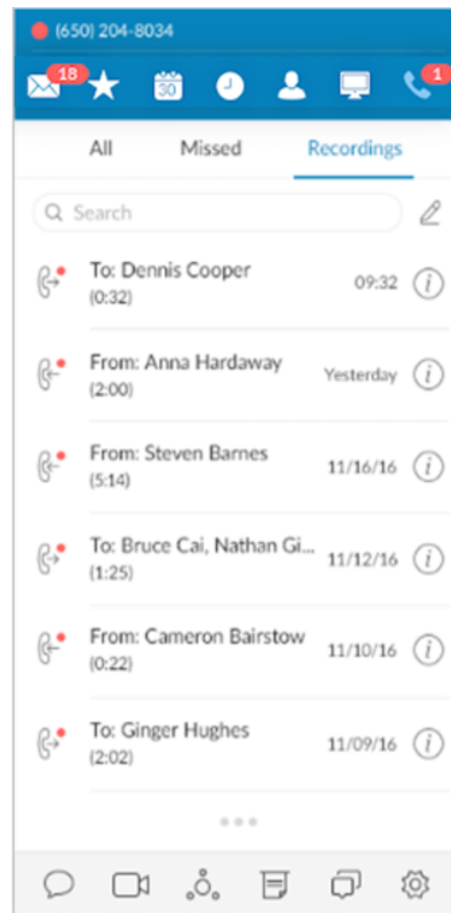 (650) 204-8034
18
30
1
All Missed Recordings
Search
To: Dennis Cooper
09:32
(0:32)
From: Anna Hardaway
Yesterday
(2:00)
From: Steven Barnes
11/16/16
(5:14)
To: Bruce Cai, Nathan Gi...
11/12/16
(1:25)
From: Cameron Bairstow
11/10/16
(0:22)
To: Ginger Hughes
11/09/16
(2:02)